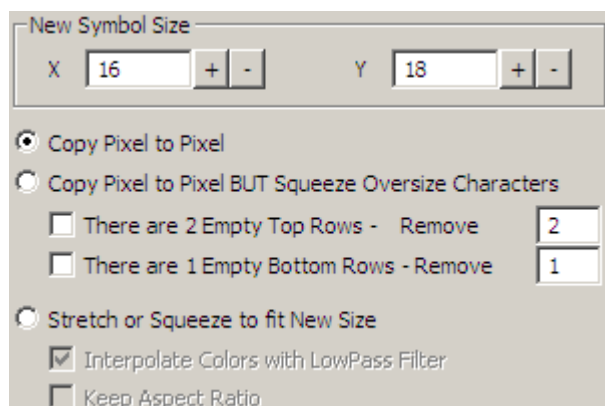 New Symbol Size
X 16 + - Y 18 + -
Copy Pixel to Pixel
Copy Pixel to Pixel BUT Squeeze Oversize Characters
There are 2 Empty Top Rows - Remove 2
There are 1 Empty Bottom Rows - Remove 1
Stretch or Squeeze to fit New Size
Interpolate Colors with LowPass Filter
Keep Aspect Ratio